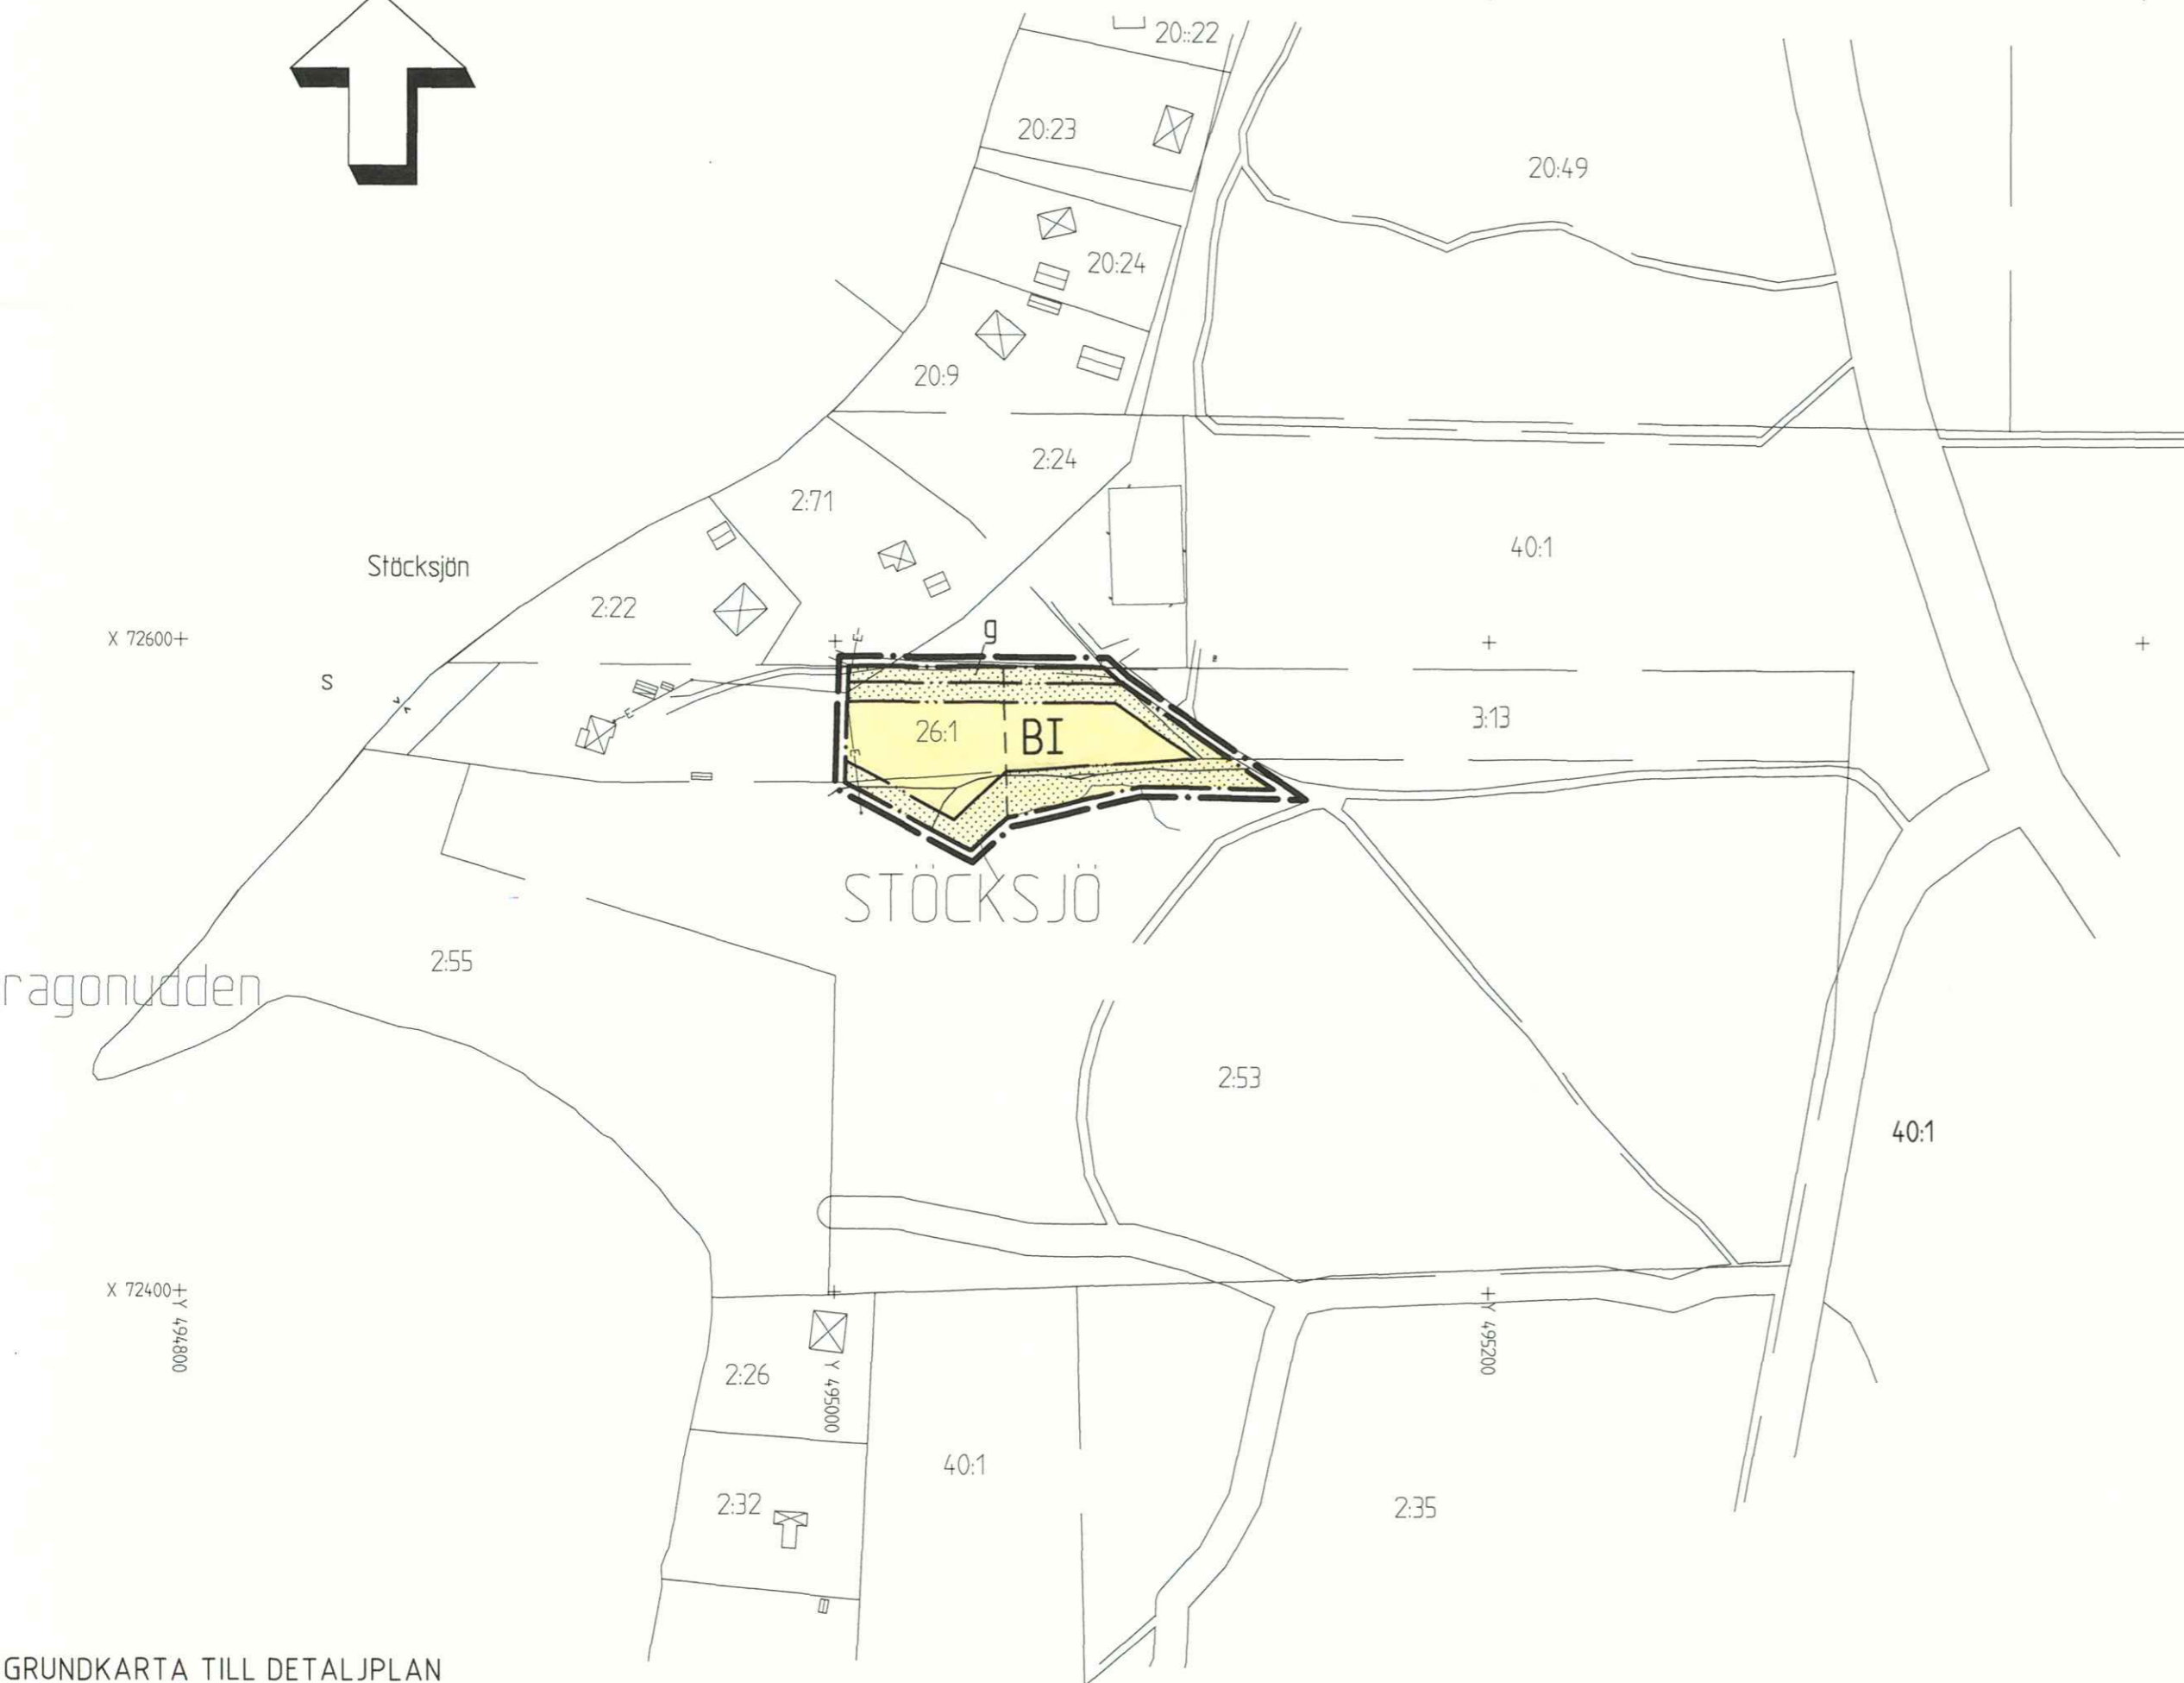 20::22
20:23
20:49
20:24
20:9
2:24
2:71
40:1
Stöcksjön
2:22
X 72600
g
S
3:13
26:1
BI
E
E
E
STÖCKSJÖ
2:55
ragonudden
2:53
40:1
X 72400
Y 494800
Y 495000
Y 495200
2:26
40:1
2:32
2:35
GRUNDKARTA TILL DETALJPLAN